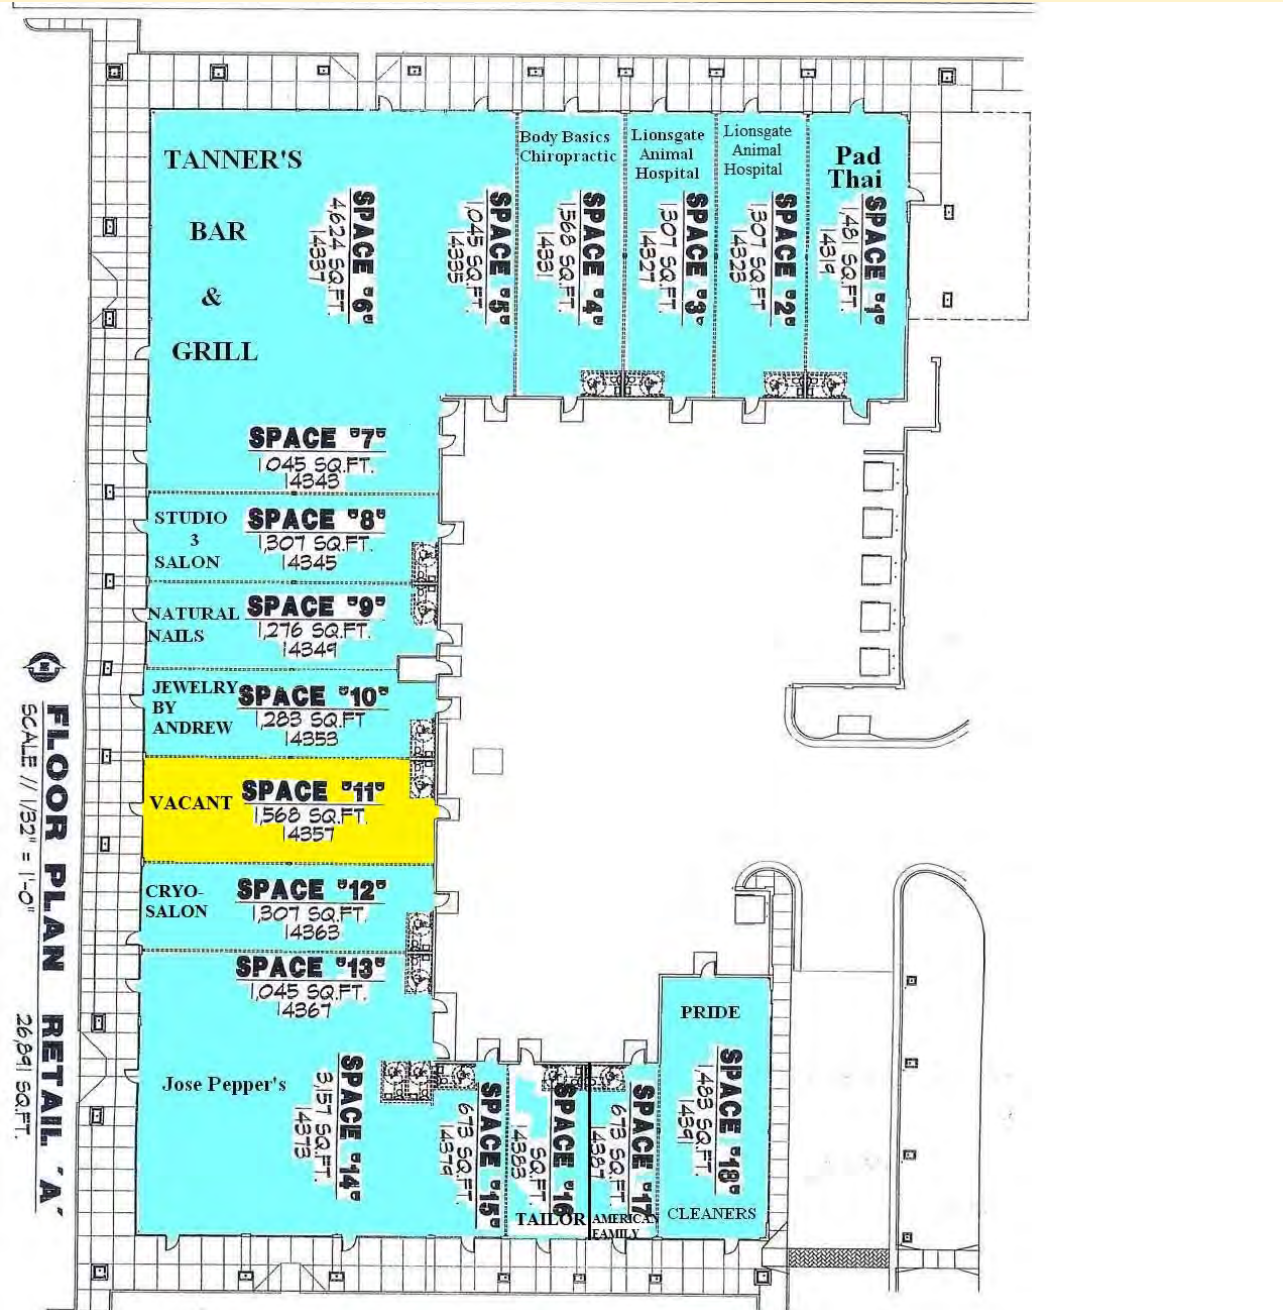 TANNER'S
BAR
&
GRILL
SPACE "6"
4,624 SQ.FT.
14337
SPACE "5"
1,045 SQ.FT.
14335
Body Basics
Chiropractic
SPACE "4"
1,568 SQ.FT.
14331
Lionsgate
Animal
Hospital
SPACE "3"
1,307 SQ.FT.
14327
Lionsgate
Animal
Hospital
SPACE "2"
1,307 SQ.FT.
14323
Pad
Thai
SPACE "1"
1,481 SQ.FT.
14319
SPACE "7"
1,045 SQ.FT.
14343
STUDIO
3
SALON
SPACE "8"
1,307 SQ.FT.
14345
NATURAL
NAILS
SPACE "9"
1,276 SQ.FT.
14349
JEWELRY
BY
ANDREW
SPACE "10"
1,283 SQ.FT
14353
VACANT
SPACE "11"
1,568 SQ.FT.
14357
CRYO-
SALON
SPACE "12"
1,307 SQ.FT.
14363
SPACE "13"
1,045 SQ.FT.
14367
Jose Pepper's
SPACE "14"
3,157 SQ.FT.
14373
SPACE "15"
673 SQ.FT.
14379
SPACE "16"
SQ.FT.
14383
TAILOR
SPACE "17"
673 SQ.FT.
14387
AMERICAN
FAMILY
PRIDE
SPACE "18"
1,483 SQ.FT.
14391
CLEANERS
FLOOR PLAN RETAIL "A"
SCALE // 1/32" = 1'-0" 26,891 SQ.FT.